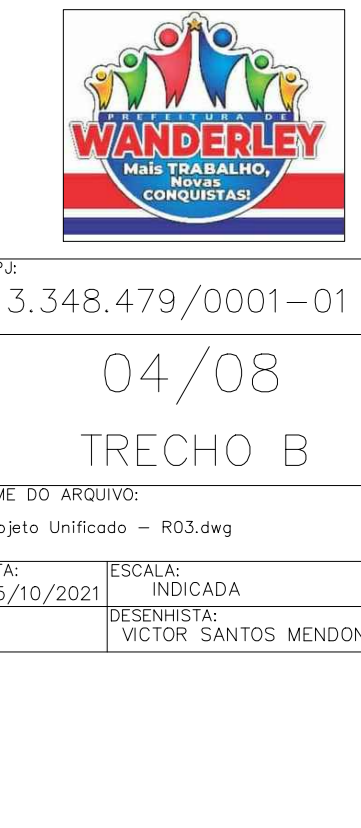 PREFEITURA DE
WANDERLEY
Mais TRABALHO,
Novas
CONQUISTAS!
PJ:
3.348.479/0001-01
04/08
TRECHO B
ME DO ARQUIVO:
ojeto Unificado - R03.dwg
TA:
5/10/2021
ESCALA:
INDICADA
DESENHISTA:
VICTOR SANTOS MENDON